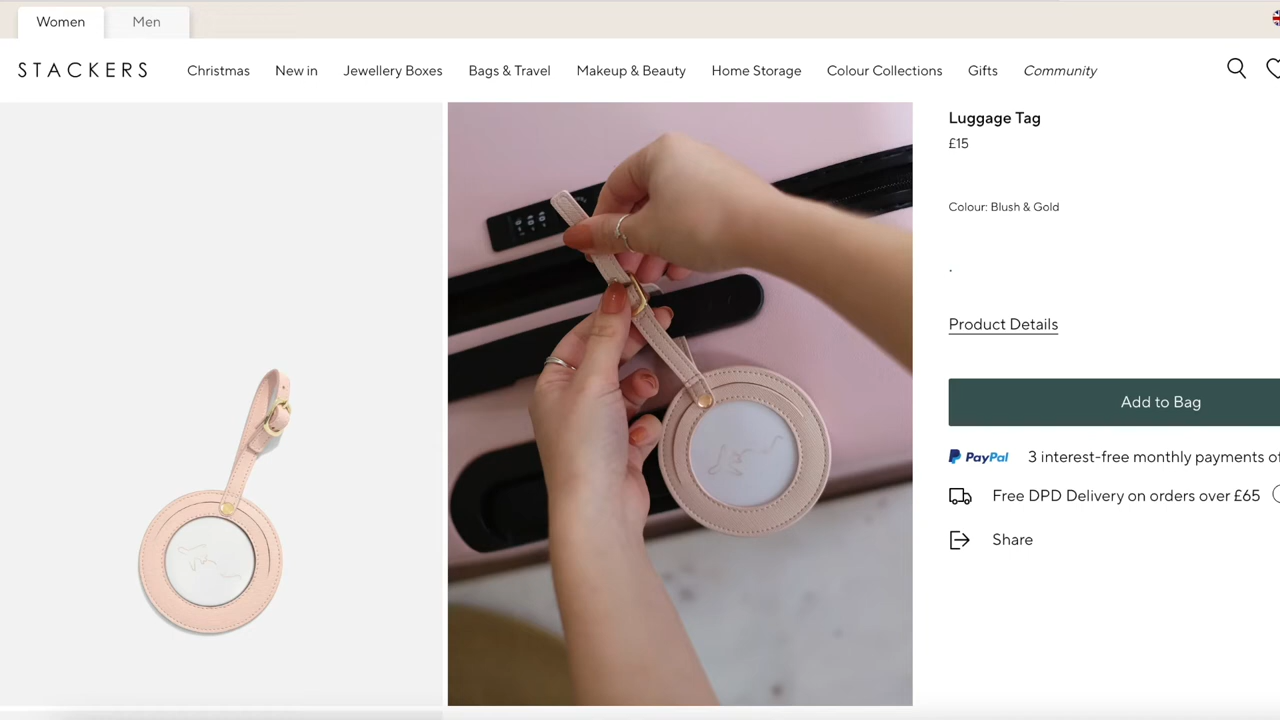 Women Men
STACKERS Christmas New in Jewellery Boxes Bags & Travel Makeup & Beauty Home Storage Colour Collections Gifts Community
Luggage Tag
£15
Colour: Blush & Gold
.
Product Details
Add to Bag
PayPal 3 interest-free monthly payments of
Free DPD Delivery on orders over £65
Share